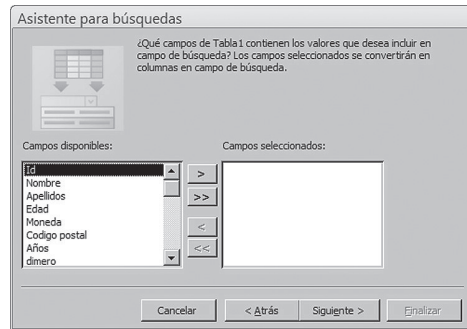 Asistente para búsquedas
¿Qué campos de Tabla1 contienen los valores que desea incluir en
campo de búsqueda? Los campos seleccionados se convertirán en
columnas en campo de búsqueda.
Campos disponibles:
Campos seleccionados:
Id
Nombre
Apellidos
Edad
Moneda
Codigo postal
Años
dimero
>
>>
<
<<
Cancelar
< Atrás
Siguiente >
Finalizar